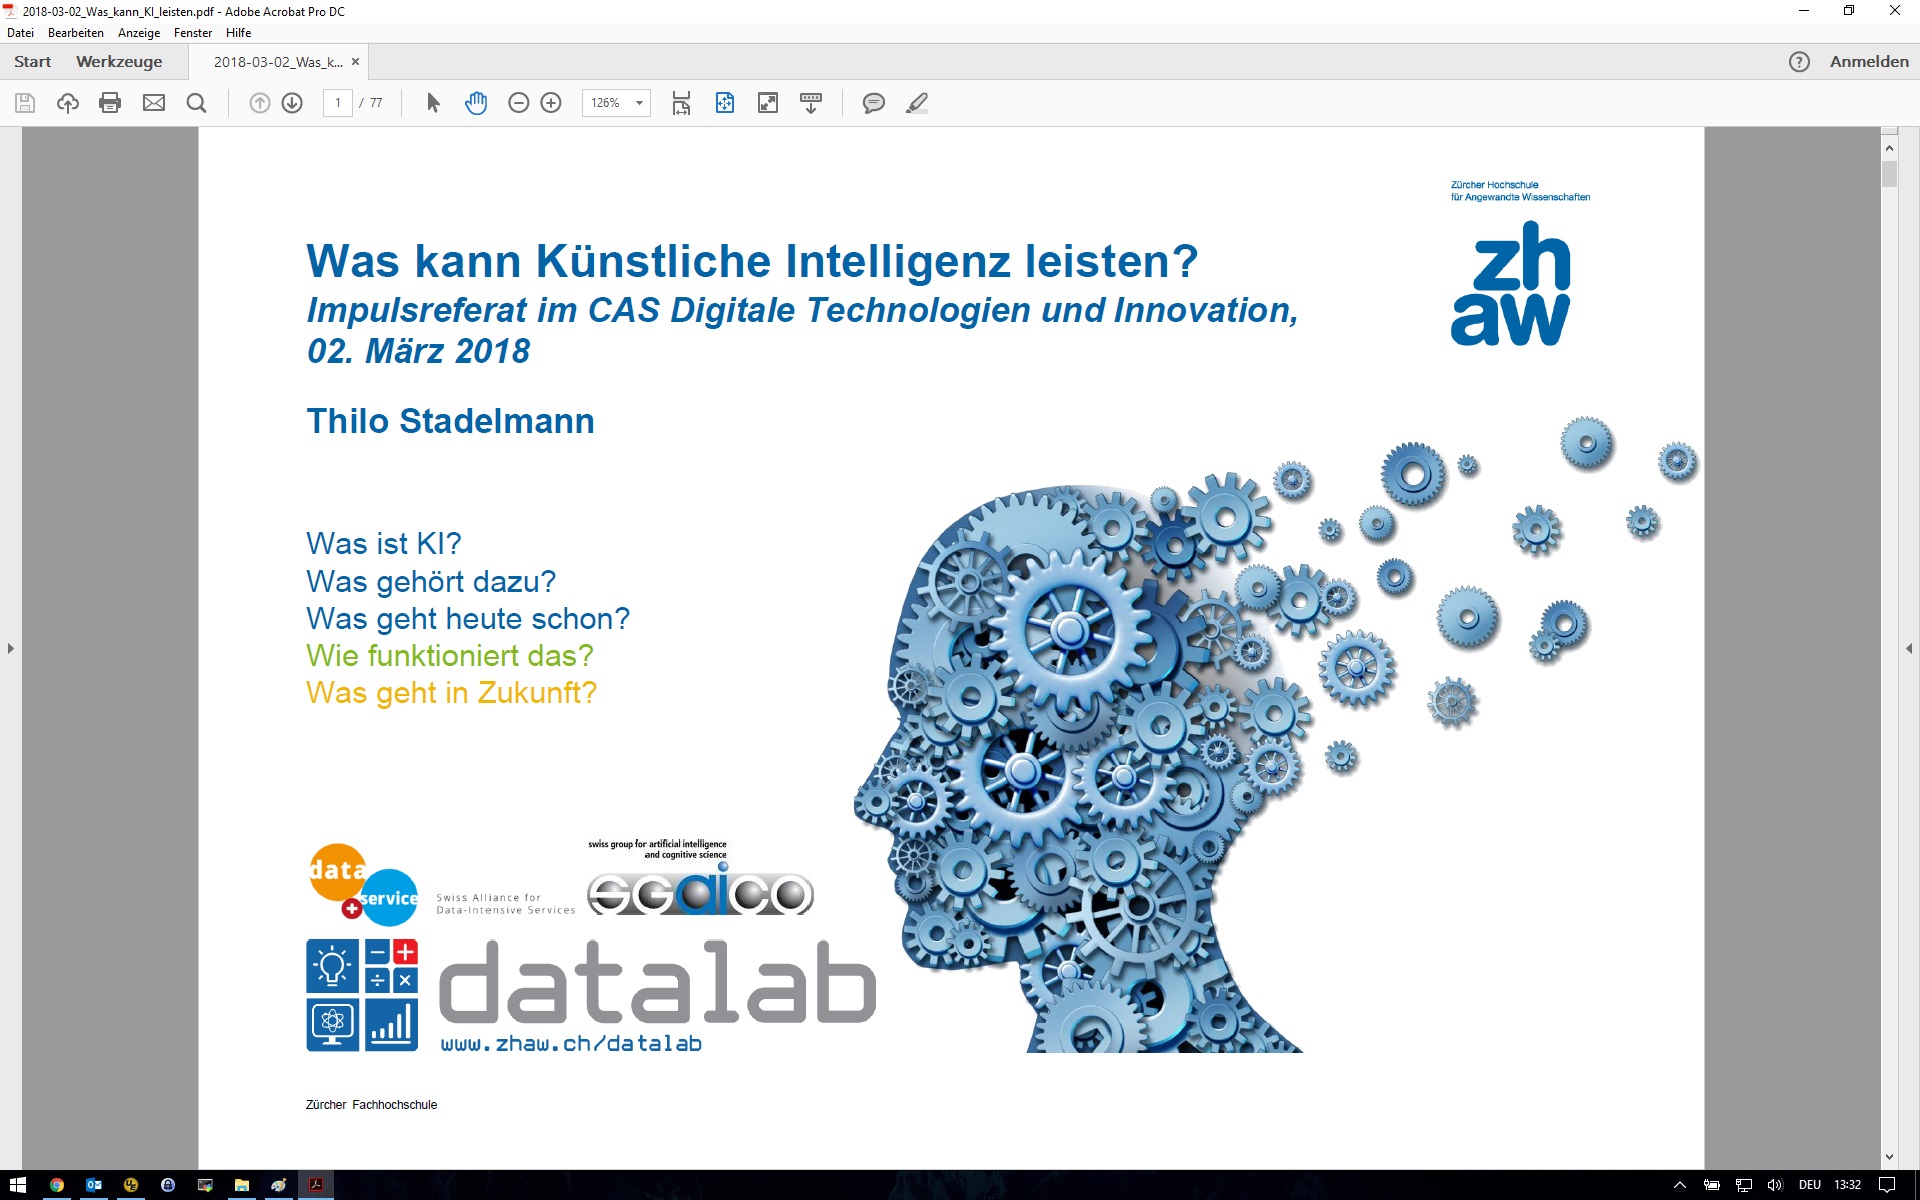 2018-03-02_Was_kann_KI_leisten.pdf - Adobe Acrobat Pro DC
Datei Bearbeiten Anzeige Fenster Hilfe
Start Werkzeuge 2018-03-02_Was_k... × ? Anmelden
1 / 77 126%
Zürcher Hochschule
für Angewandte Wissenschaften
zh
aw
Was kann Künstliche Intelligenz leisten?
Impulsreferat im CAS Digitale Technologien und Innovation,
02. März 2018
Thilo Stadelmann
Was ist KI?
Was gehört dazu?
Was geht heute schon?
Wie funktioniert das?
Was geht in Zukunft?
data
+ service
Swiss Alliance for
Data-Intensive Services
swiss group for artificial intelligence
and cognitive science
SGaiCO
datalab
www.zhaw.ch/datalab
Zürcher Fachhochschule
DEU 13:32